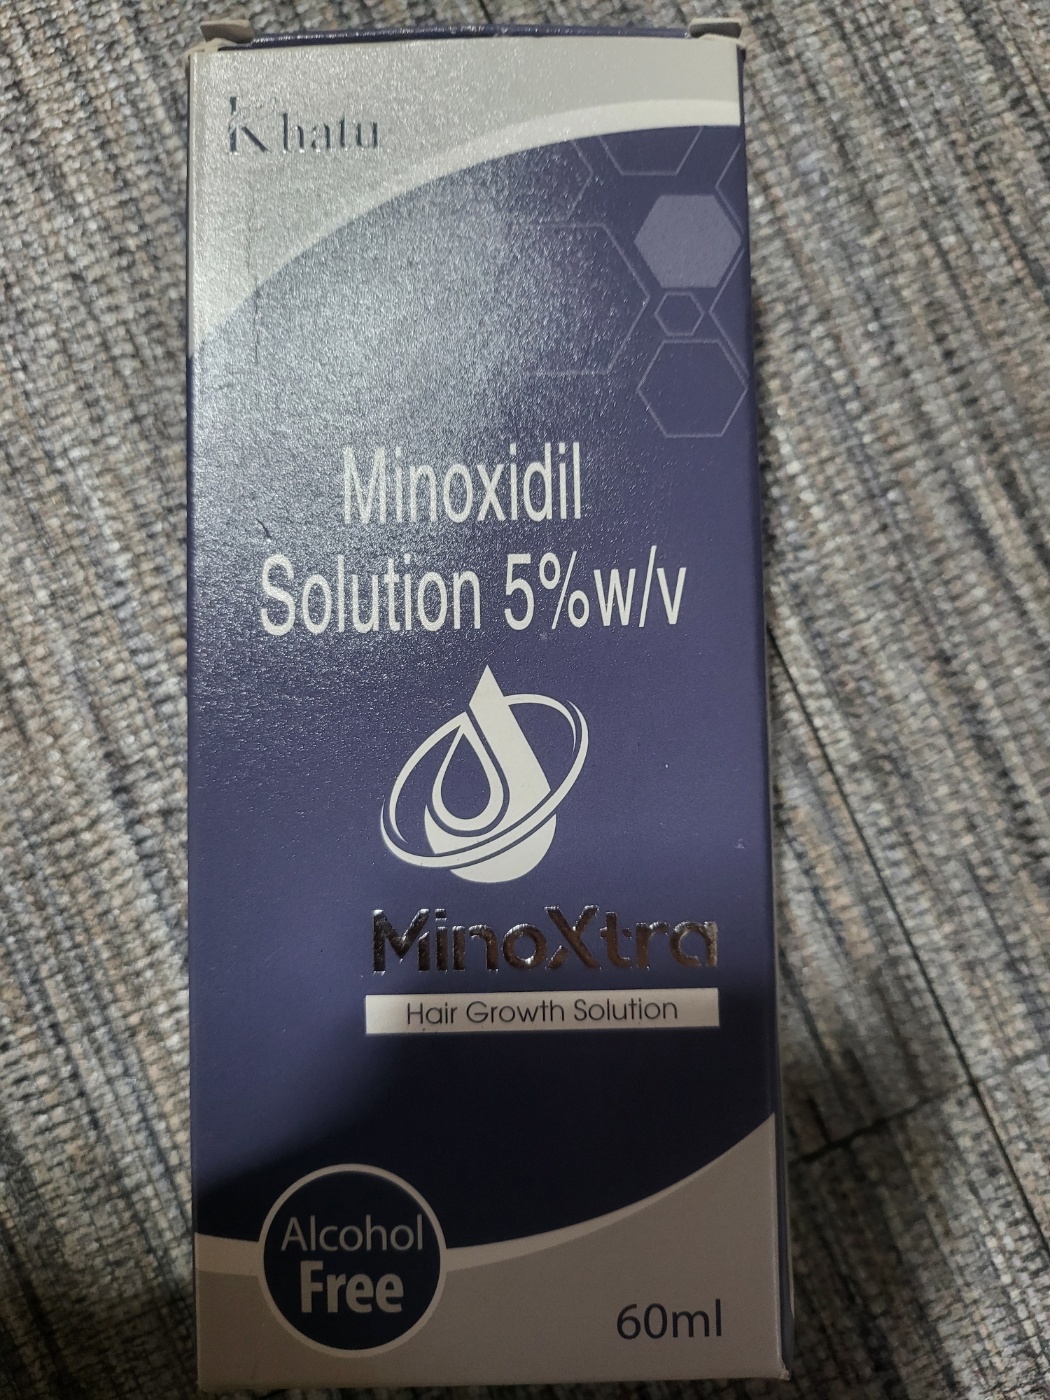 Khatu
Minoxidil
Solution 5%w/v
MinoXtra
Hair Growth Solution
Alcohol
Free
60ml